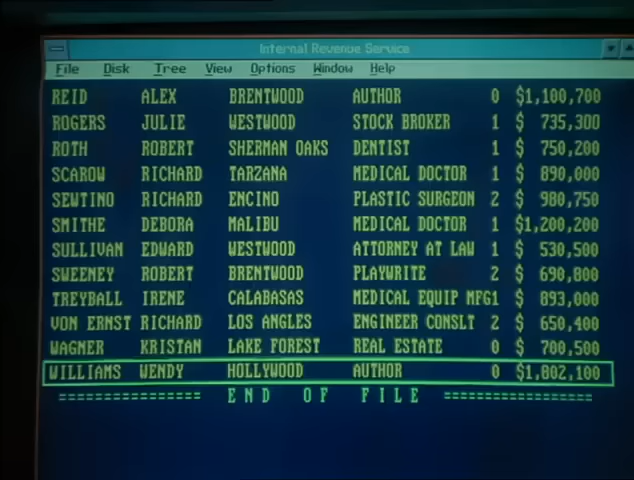 Internal Revenue Service
File Disk Tree View Options Window Help
REID ALEX BRENTWOOD AUTHOR 0 $1,100,700
ROGERS JULIE WESTWOOD STOCK BROKER 1 $ 735,300
ROTH ROBERT SHERMAN OAKS DENTIST 1 $ 750,200
SCAROW RICHARD TARZANA MEDICAL DOCTOR 1 $ 890,000
SEWTINO RICHARD ENCINO PLASTIC SURGEON 2 $ 980,750
SMITHE DEBORA MALIBU MEDICAL DOCTOR 1 $1,200,200
SULLIVAN EDWARD WESTWOOD ATTORNEY AT LAW 1 $ 530,500
SWEENEY ROBERT BRENTWOOD PLAYWRITE 2 $ 690,800
TREYBALL IRENE CALABASAS MEDICAL EQUIP MFG1 $ 893,000
VON ERNST RICHARD LOS ANGLES ENGINEER CONSLT 2 $ 650,400
WAGNER KRISTAN LAKE FOREST REAL ESTATE 0 $ 700,500
WILLIAMS WENDY HOLLYWOOD AUTHOR 0 $1,802,100
================ END OF FILE =================